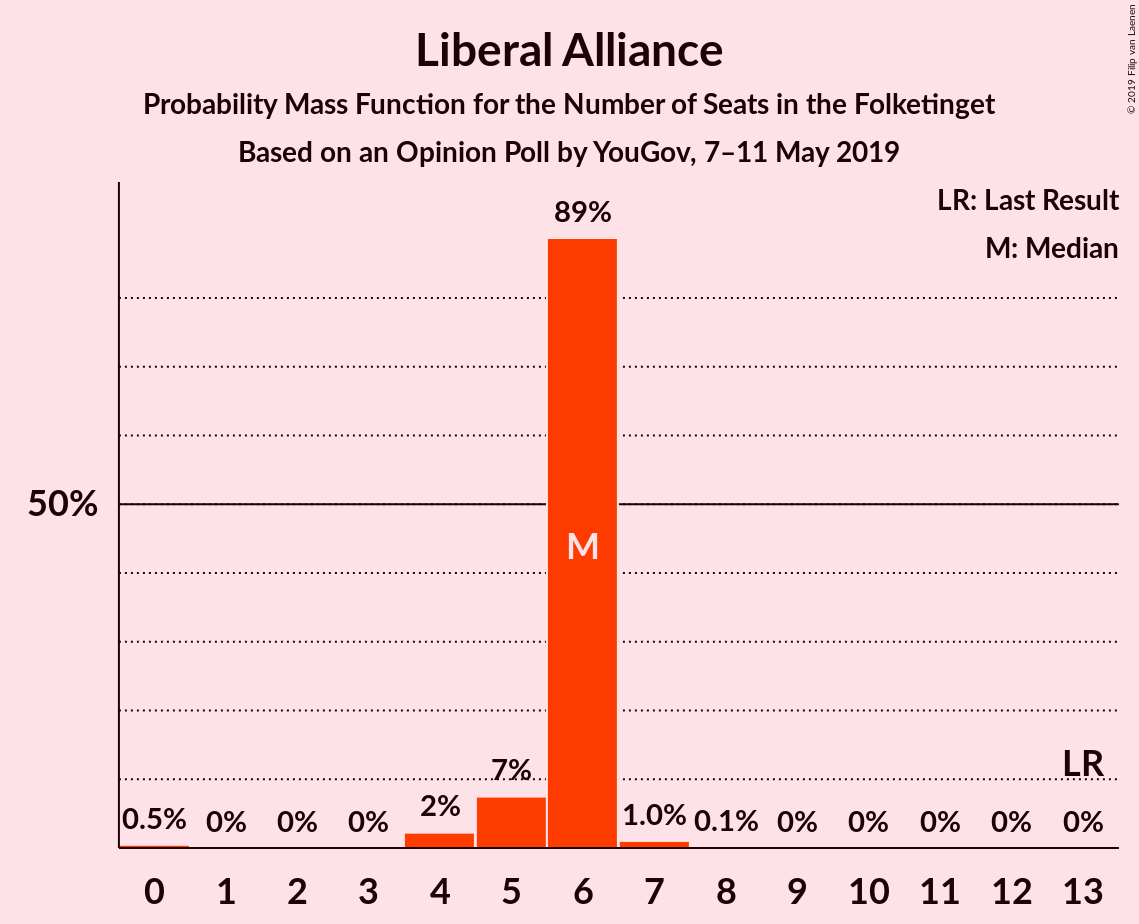 Liberal Alliance
Probability Mass Function for the Number of Seats in the Folketinget
Based on an Opinion Poll by YouGov, 7–11 May 2019
© 2019 Filip van Laenen
LR: Last Result
M: Median
89%
50%
M
7%
LR
0.5% 0% 0% 0% 2% 1.0% 0.1% 0% 0% 0% 0% 0%
0 1 2 3 4 5 6 7 8 9 10 11 12 13